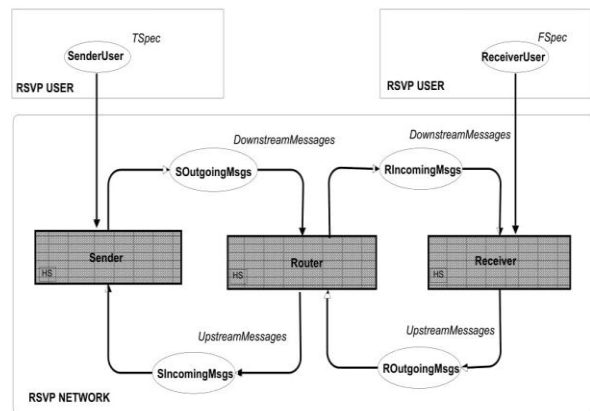 TSpec
SenderUser
RSVP USER
FSpec
ReceiverUser
RSVP USER
DownstreamMessages
SOutgoingMsgs
DownstreamMessages
RIncomingMsgs
Sender
HS
Router
HS
Receiver
HS
UpstreamMessages
SIncomingMsgs
UpstreamMessages
ROutgoingMsgs
RSVP NETWORK